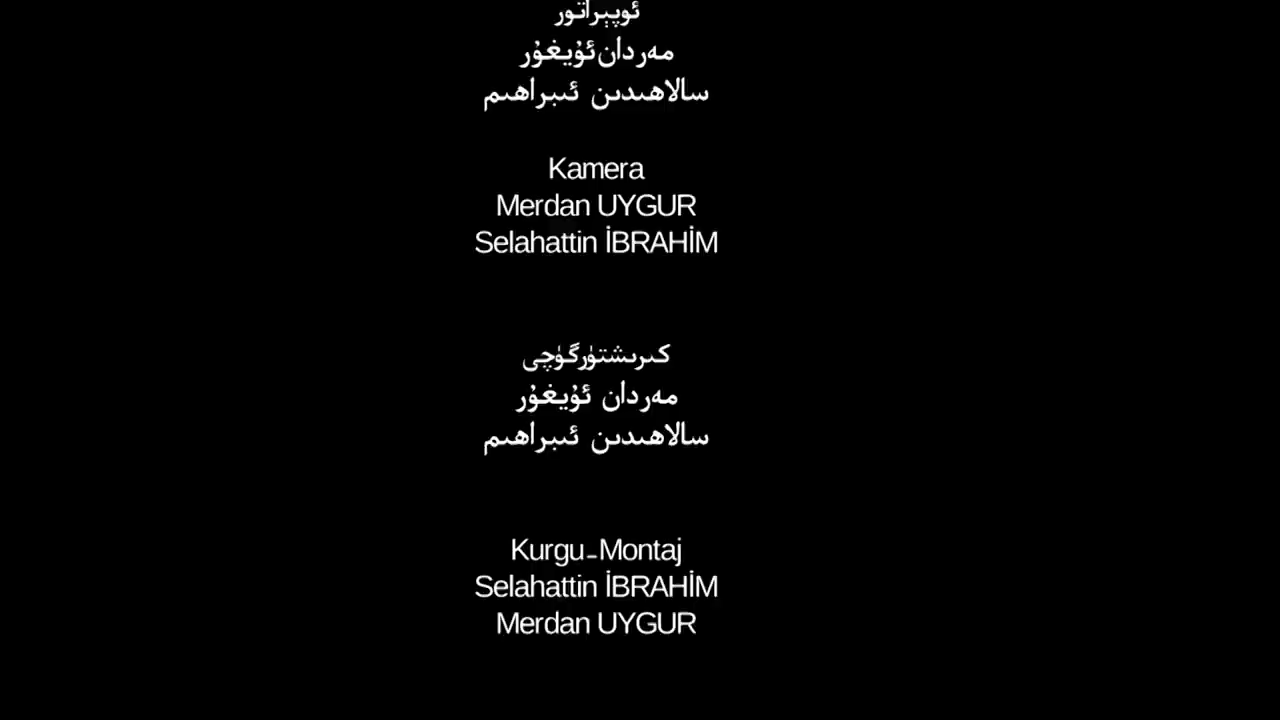 ئوپېراتور
مەردان ئۇيغۇر
سالاھىدىن ئىبراھىم
Kamera
Merdan UYGUR
Selahattin İBRAHİM
كىرىشتۈرگۈچى
مەردان ئۇيغۇر
سالاھىدىن ئىبراھىم
Kurgu-Montaj
Selahattin İBRAHİM
Merdan UYGUR